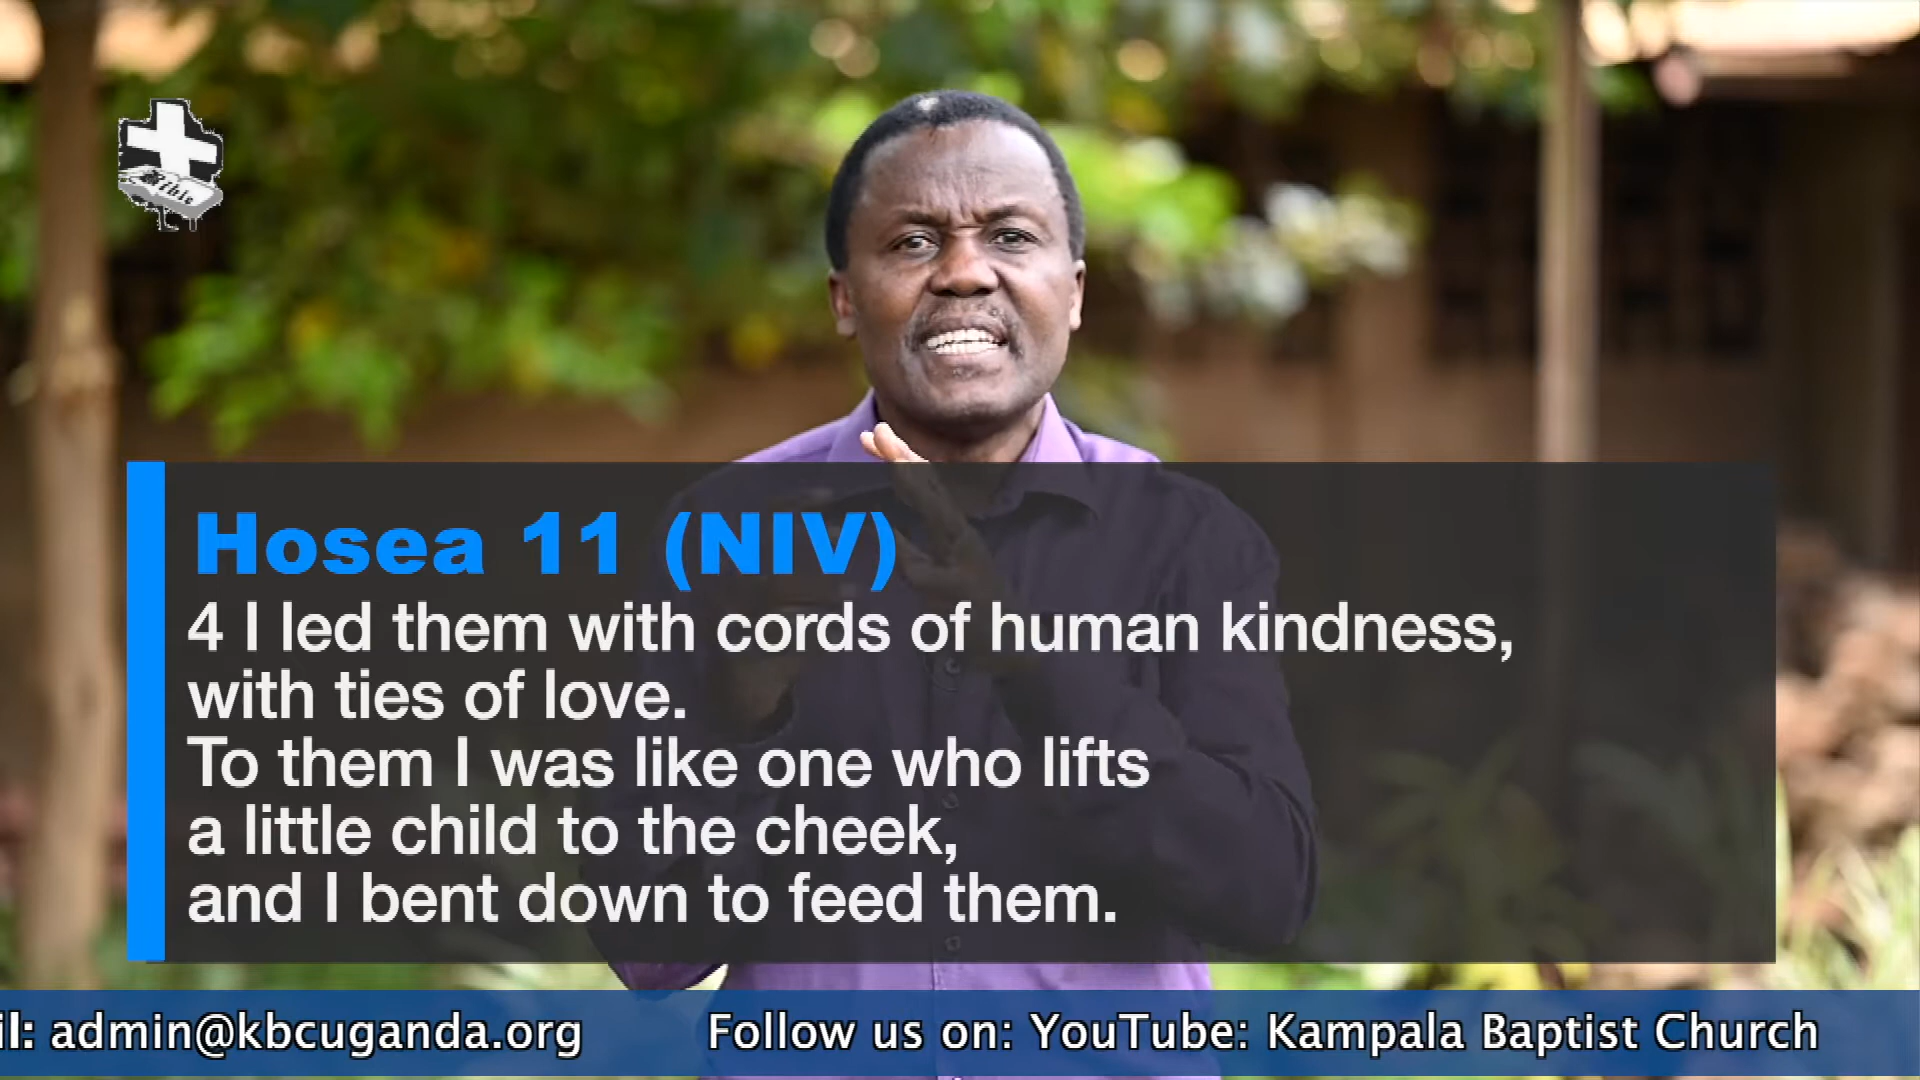 Bible
Hosea 11 (NIV)
4 I led them with cords of human kindness,
with ties of love.
To them I was like one who lifts
a little child to the cheek,
and I bent down to feed them.
il: admin@kbcuganda.org Follow us on: YouTube: Kampala Baptist Church